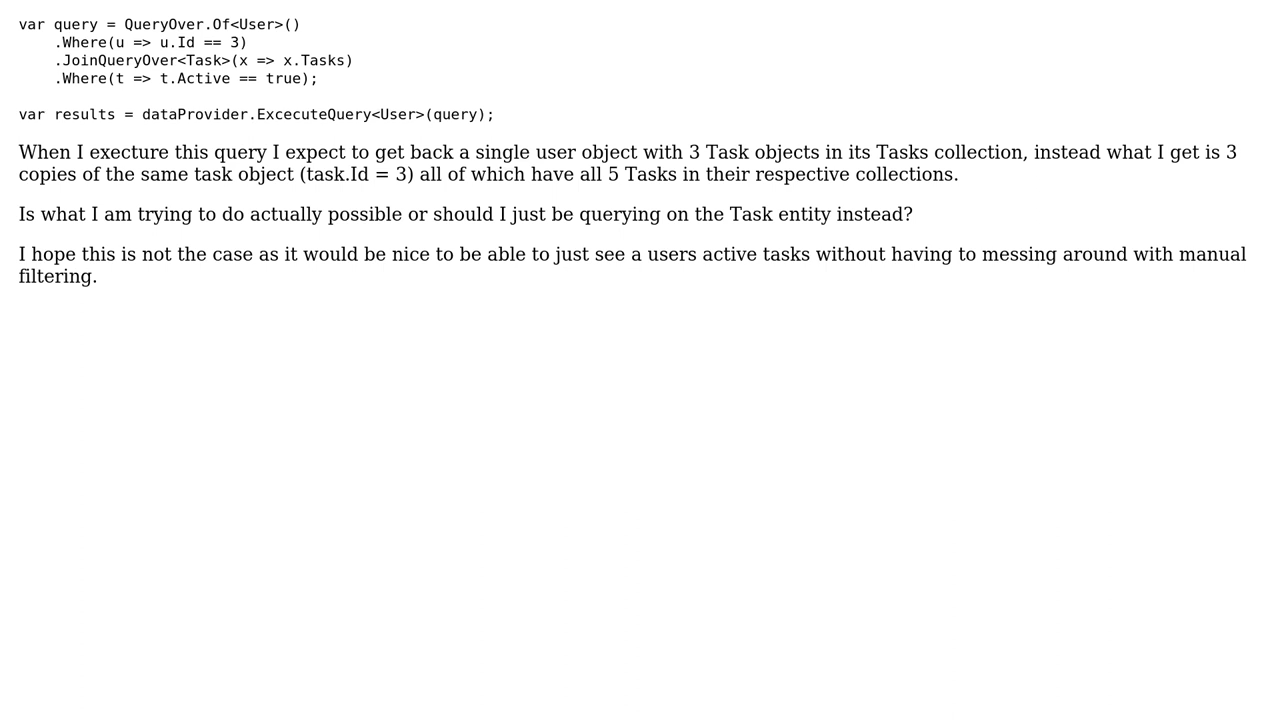 var query = QueryOver.Of<User>()
    .Where(u => u.Id == 3)
    .JoinQueryOver<Task>(x => x.Tasks)
    .Where(t => t.Active == true);

var results = dataProvider.ExcecuteQuery<User>(query);

When I execture this query I expect to get back a single user object with 3 Task objects in its Tasks collection, instead what I get is 3
copies of the same task object (task.Id = 3) all of which have all 5 Tasks in their respective collections.

Is what I am trying to do actually possible or should I just be querying on the Task entity instead?

I hope this is not the case as it would be nice to be able to just see a users active tasks without having to messing around with manual
filtering.